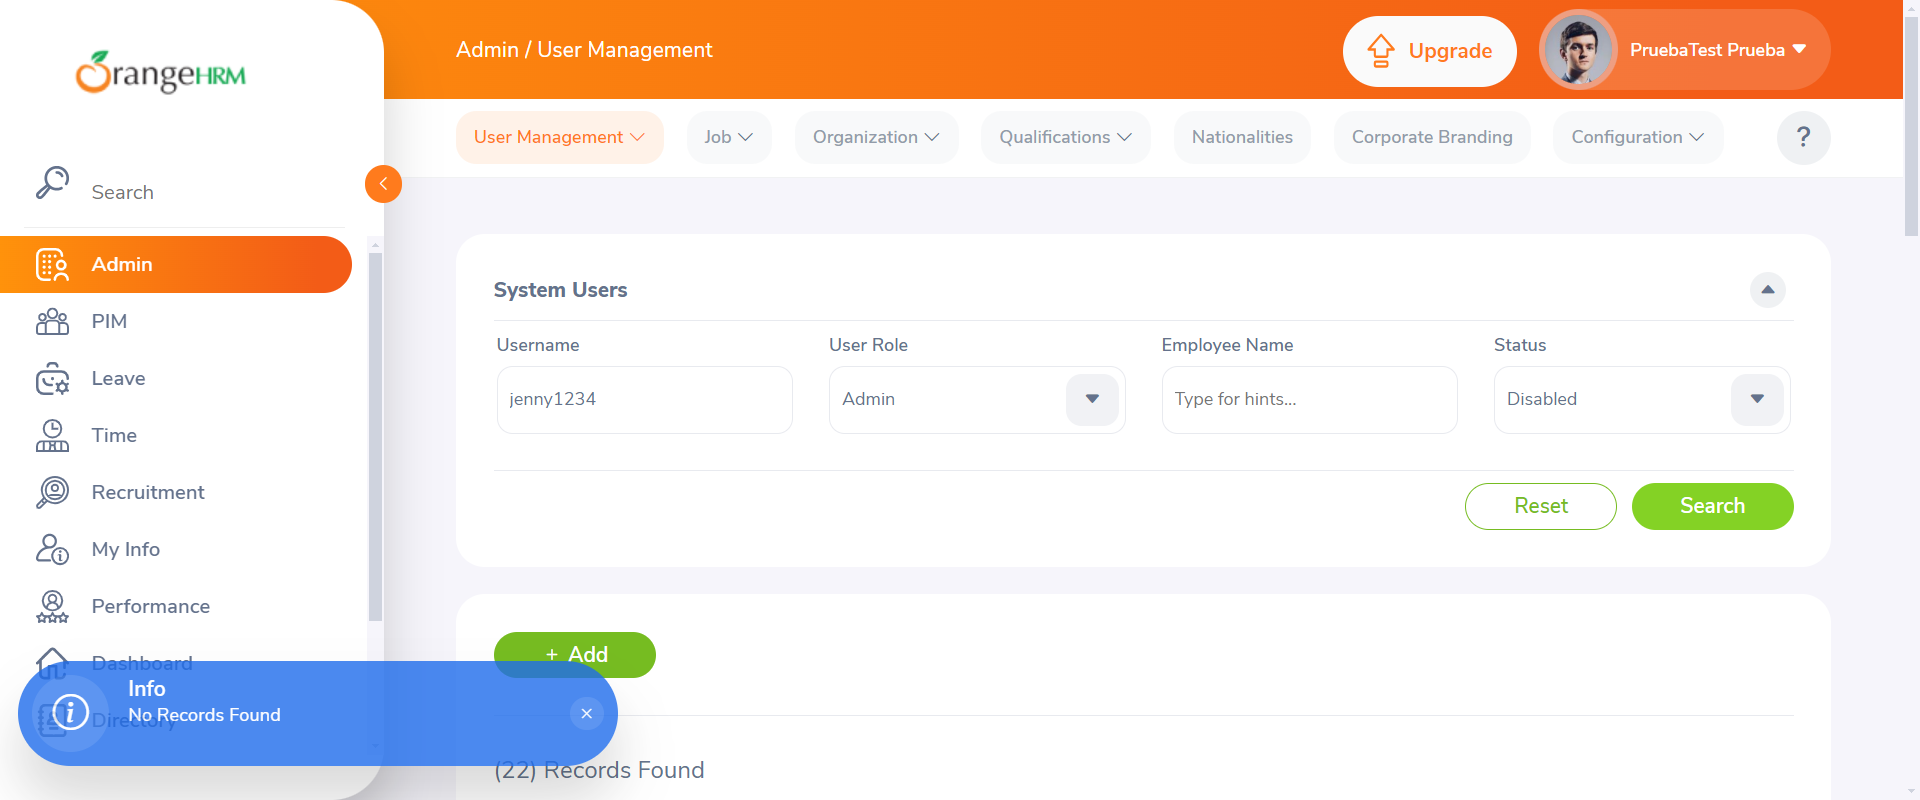 OrangeHRM
Search
Admin
PIM
Leave
Time
Recruitment
My Info
Performance
Dashboard
Directory
Info
No Records Found
Admin / User Management
Upgrade
PruebaTest Prueba
User Management
Job
Organization
Qualifications
Nationalities
Corporate Branding
Configuration
?
System Users
Username
User Role
Employee Name
Status
jenny1234
Admin
Type for hints...
Disabled
Reset
Search
+ Add
(22) Records Found